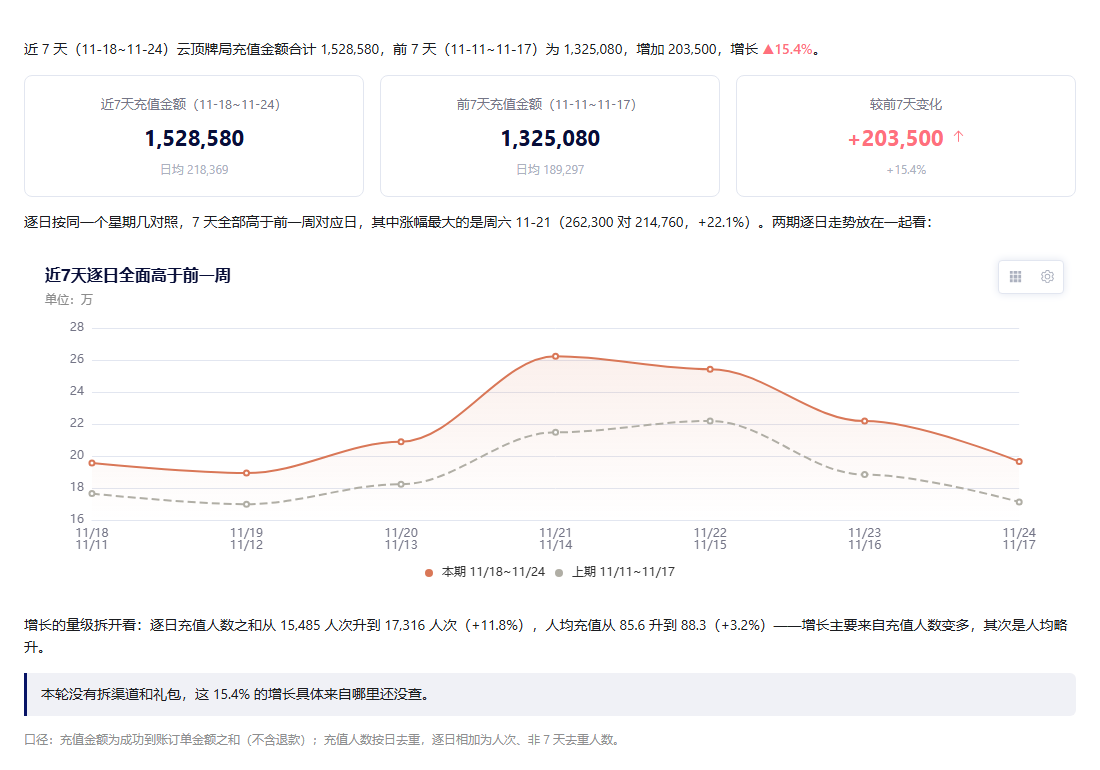 近 7 天（11-18~11-24）云顶牌局充值金额合计 1,528,580，前 7 天（11-11~11-17）为 1,325,080，增加 203,500，增长 ▲15.4%。
近7天充值金额（11-18~11-24）
1,528,580
日均 218,369
前7天充值金额（11-11~11-17）
1,325,080
日均 189,297
较前7天变化
+203,500 ↑
+15.4%
逐日按同一个星期几对照，7 天全部高于前一周对应日，其中涨幅最大的是周六 11-21（262,300 对 214,760，+22.1%）。两期逐日走势放在一起看：
近7天逐日全面高于前一周
单位：万
28
26
24
22
20
18
16
11/18 11/19 11/20 11/21 11/22 11/23 11/24
11/11 11/12 11/13 11/14 11/15 11/16 11/17
本期 11/18~11/24 上期 11/11~11/17
增长的量级拆开看：逐日充值人数之和从 15,485 人次升到 17,316 人次（+11.8%），人均充值从 85.6 升到 88.3（+3.2%）——增长主要来自充值人数变多，其次是人均略
升。
本轮没有拆渠道和礼包，这 15.4% 的增长具体来自哪里还没查。
口径：充值金额为成功到账订单金额之和（不含退款）；充值人数按日去重，逐日相加为人次、非 7 天去重人数。